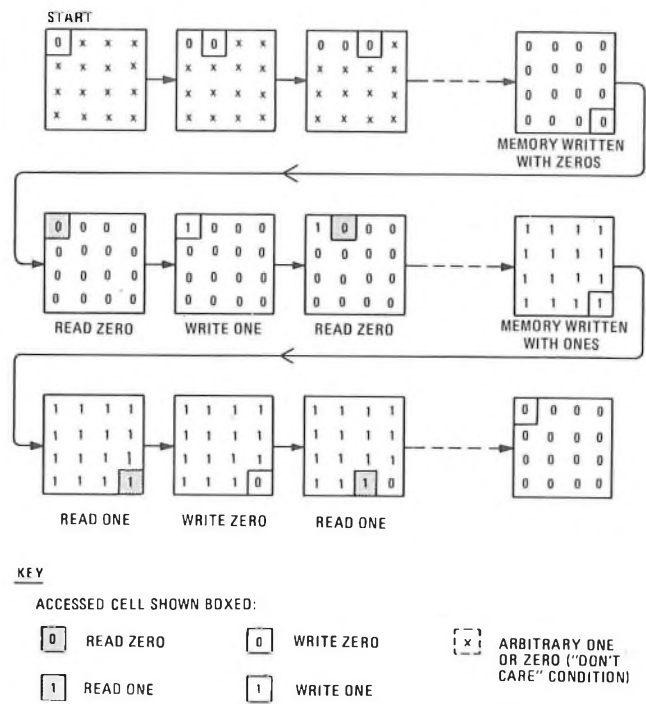 START
0 x x x
x x x x
x x x x
x x x x
0 0 x x
x x x x
x x x x
x x x x
0 0 0 x
x x x x
x x x x
x x x x
0 0 0 0
0 0 0 0
0 0 0 0
0 0 0 0
MEMORY WRITTEN
WITH ZEROS
0 0 0 0
0 0 0 0
0 0 0 0
0 0 0 0
READ ZERO
1 0 0 0
0 0 0 0
0 0 0 0
0 0 0 0
WRITE ONE
1 0 0 0
0 0 0 0
0 0 0 0
0 0 0 0
READ ZERO
1 1 1 1
1 1 1 1
1 1 1 1
1 1 1 1
MEMORY WRITTEN
WITH ONES
1 1 1 1
1 1 1 1
1 1 1 1
1 1 1 1
READ ONE
1 1 1 1
1 1 1 1
1 1 1 1
1 1 1 0
WRITE ZERO
1 1 1 1
1 1 1 1
1 1 1 1
1 1 1 0
READ ONE
0 0 0 0
0 0 0 0
0 0 0 0
0 0 0 0
KEY
ACCESSED CELL SHOWN BOXED:
0 READ ZERO
0 WRITE ZERO
x ARBITRARY ONE
OR ZERO ("DON'T
CARE" CONDITION)
1 READ ONE
1 WRITE ONE